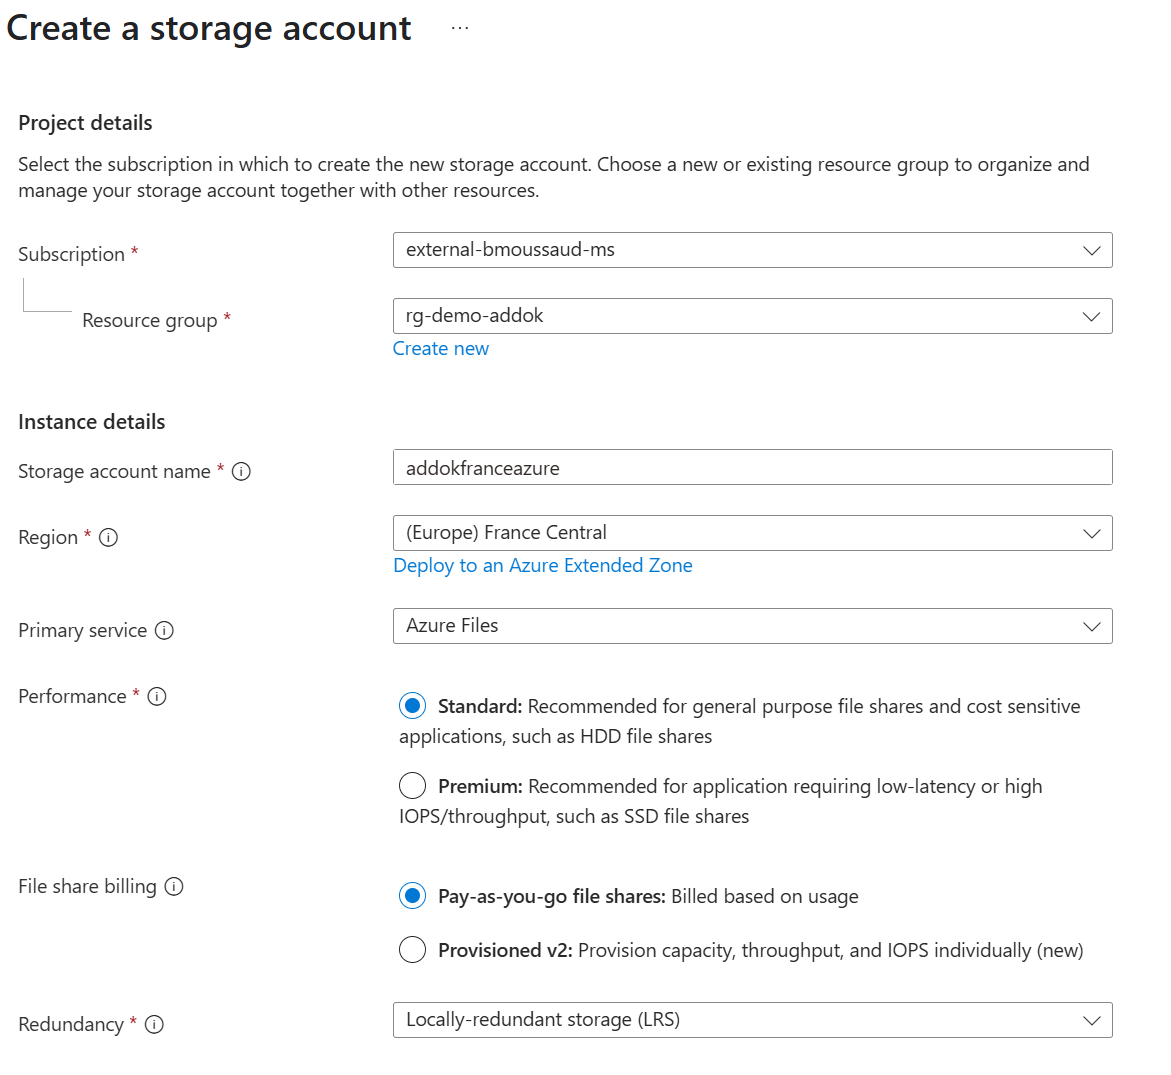 Create a storage account ...
Project details
Select the subscription in which to create the new storage account. Choose a new or existing resource group to organize and
manage your storage account together with other resources.
Subscription *
external-bmoussaud-ms
Resource group *
rg-demo-addok
Create new
Instance details
Storage account name *
addokfranceazure
Region *
(Europe) France Central
Deploy to an Azure Extended Zone
Primary service
Azure Files
Performance *
Standard: Recommended for general purpose file shares and cost sensitive
applications, such as HDD file shares
Premium: Recommended for application requiring low-latency or high
IOPS/throughput, such as SSD file shares
File share billing
Pay-as-you-go file shares: Billed based on usage
Provisioned v2: Provision capacity, throughput, and IOPS individually (new)
Redundancy *
Locally-redundant storage (LRS)